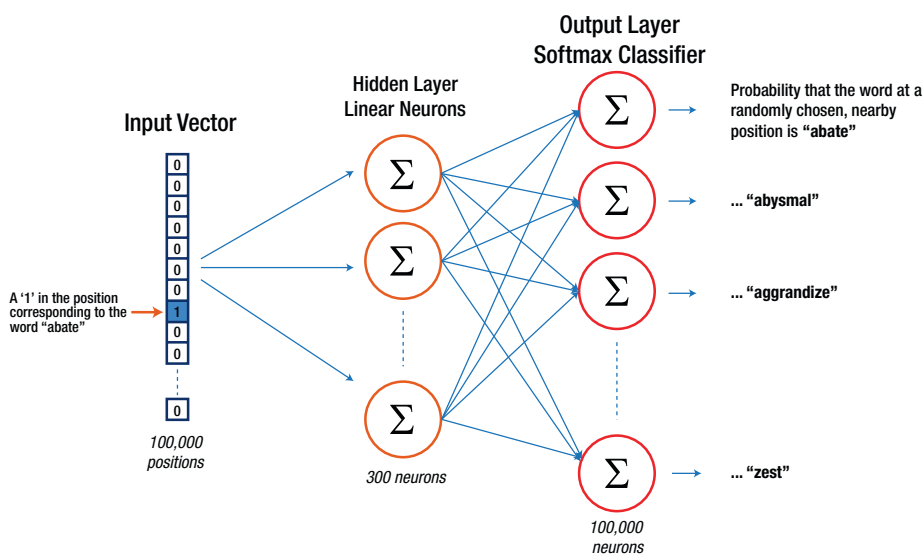 Output Layer
Softmax Classifier
Hidden Layer
Linear Neurons
Input Vector
0
0
0
0
0
0
0
1
0
0
0
A ‘1’ in the position
corresponding to the
word “abate”
100,000
positions
Σ
Σ
Σ
300 neurons
Σ
Σ
Σ
Σ
100,000
neurons
Probability that the word at a
randomly chosen, nearby
position is “abate”
... “abysmal”
... “aggrandize”
... “zest”